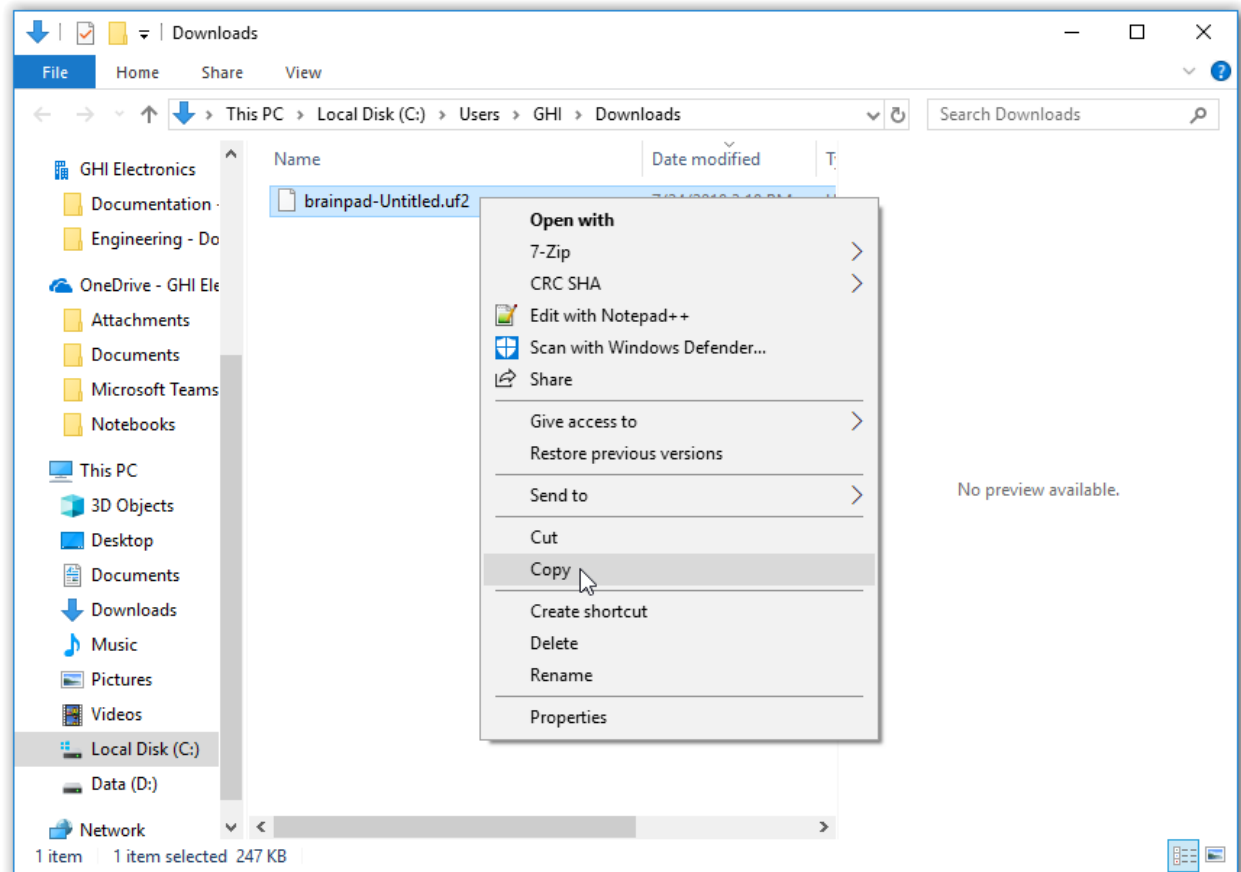 Downloads
File Home Share View
This PC > Local Disk (C:) > Users > GHI > Downloads
Search Downloads
Name Date modified
GHI Electronics
Documentation -
Engineering - Do
OneDrive - GHI Ele
Attachments
Documents
Microsoft Teams
Notebooks
This PC
3D Objects
Desktop
Documents
Downloads
Music
Pictures
Videos
Local Disk (C:)
Data (D:)
Network
brainpad-Untitled.uf2
Open with
7-Zip
CRC SHA
Edit with Notepad++
Scan with Windows Defender...
Share
Give access to
Restore previous versions
Send to
Cut
Copy
Create shortcut
Delete
Rename
Properties
No preview available.
1 item 1 item selected 247 KB